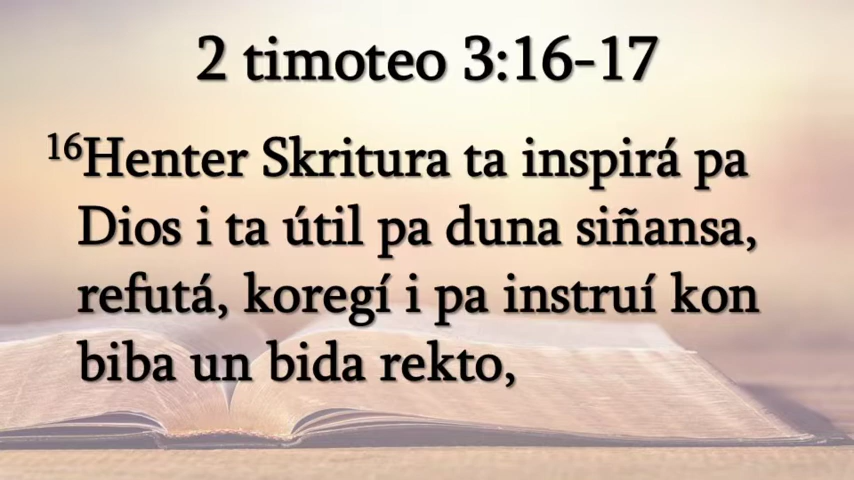 2 timoteo 3:16-17
16Henter Skritura ta inspirá pa
Dios i ta útil pa duna siñansa,
refutá, koregí i pa instruí kon
biba un bida rekto,